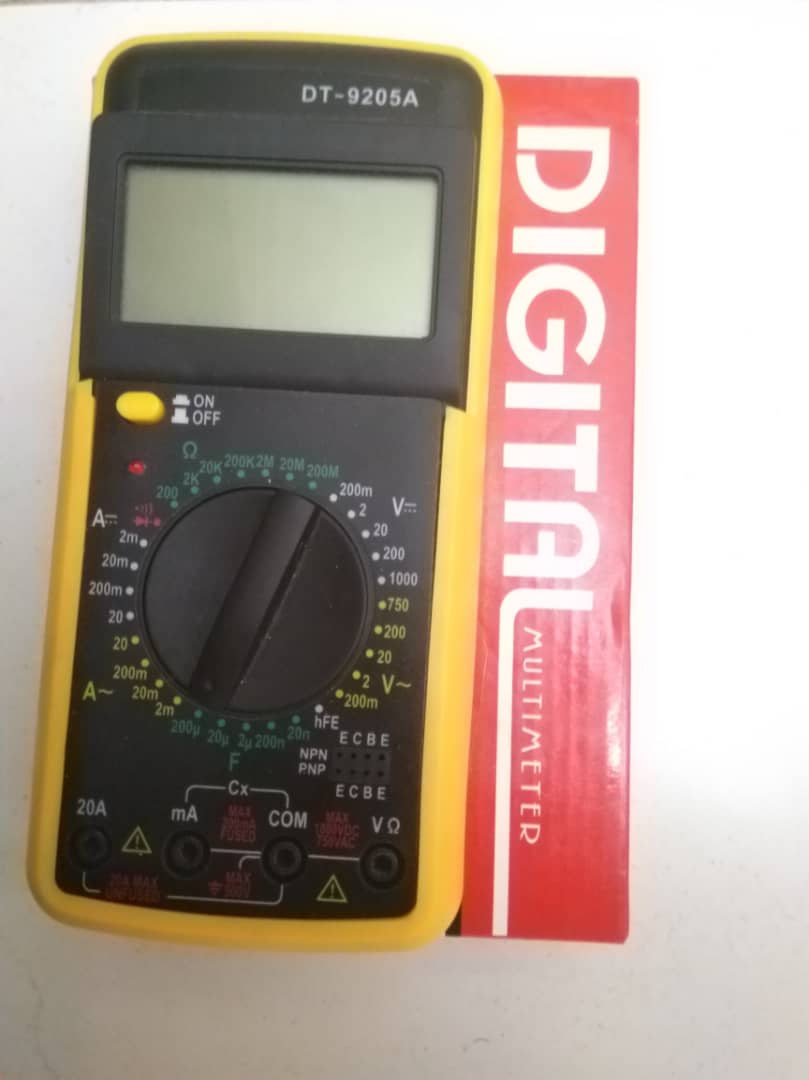 DT-9205A
ON
OFF
Ω
200
2K
20K
200K
2M
20M
200M
200m
2
20
200
1000
V⎓
750
200
20
2
200m
V~
hFE
20n
200n
2µ
20µ
200µ
F
2m
20m
200m
20
A~
20
200m
20m
2m
A⎓
E C B E
NPN
PNP
E C B E
Cx
20A
mA
MAX
200mA
FUSED
COM
MAX
1000VDC
750VAC
V Ω
20A MAX
UNFUSED
MAX
500V
DIGITAL
MULTIMETER